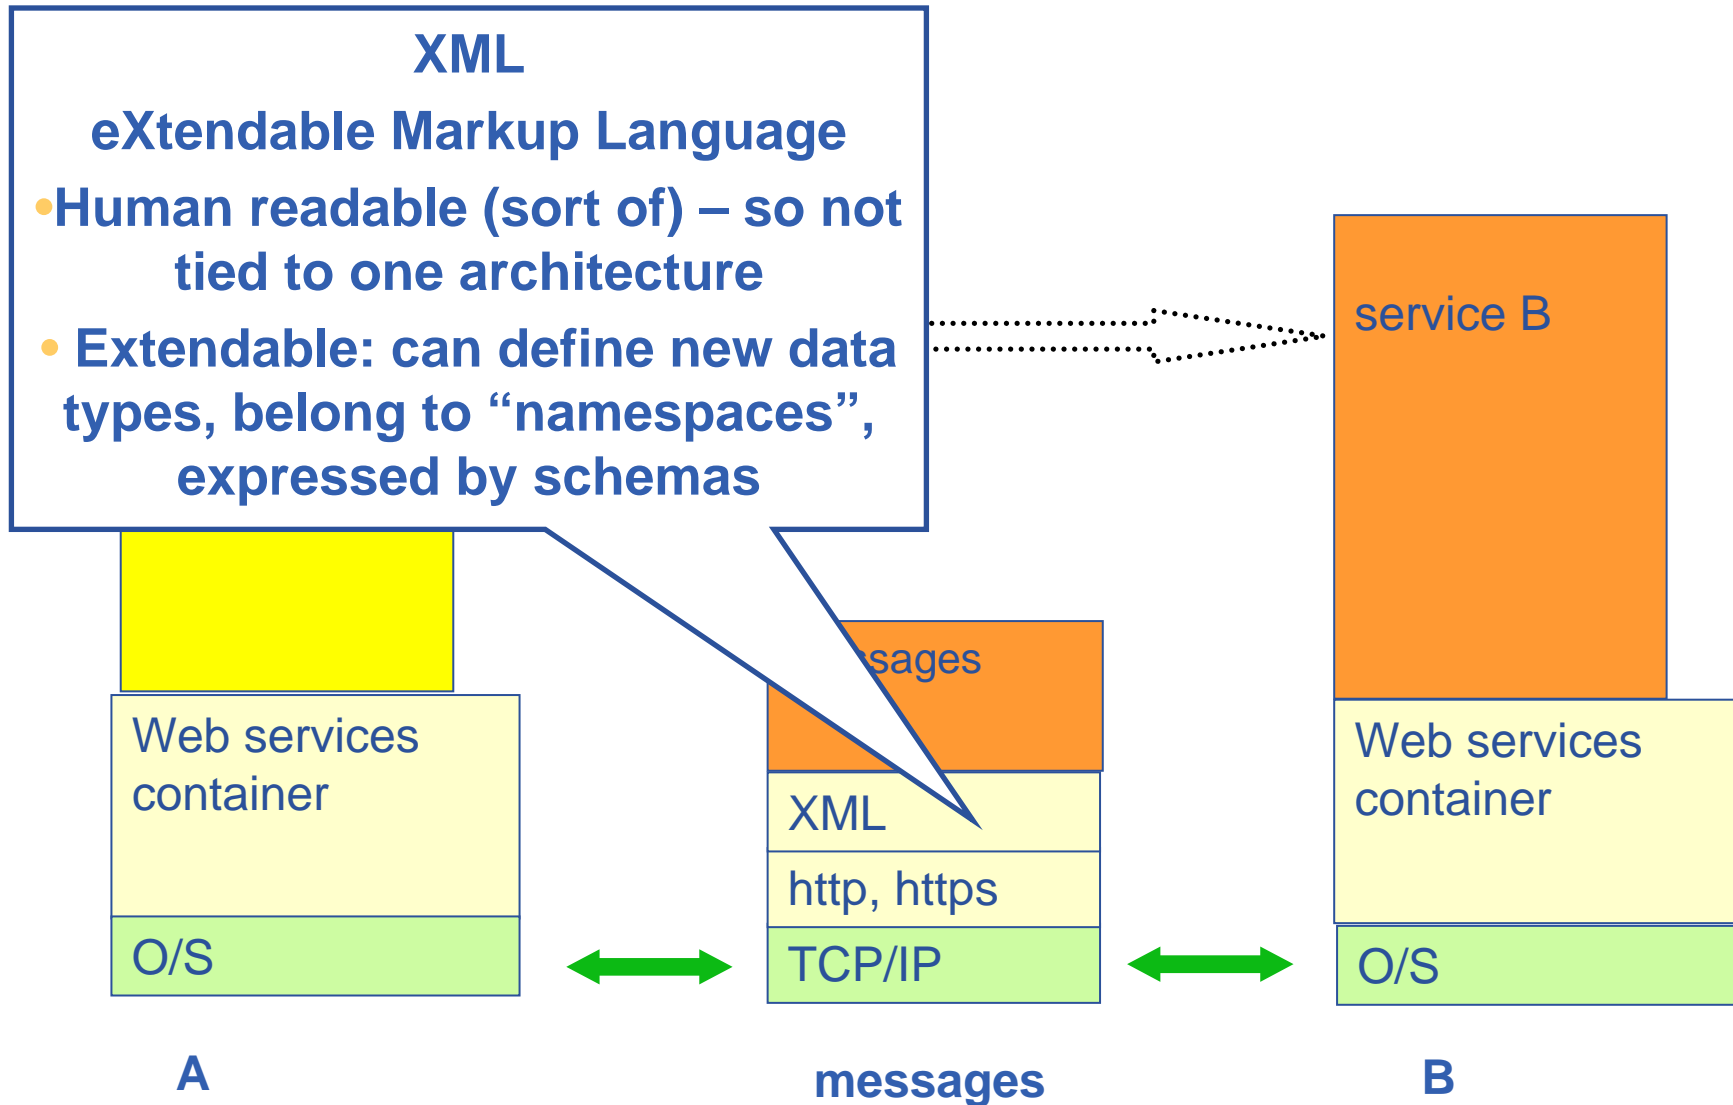 XML
eXtendable Markup Language
•Human readable (sort of) – so not
tied to one architecture
• Extendable: can define new data
types, belong to “namespaces”,
expressed by schemas
service B
ssages
Web services
container
XML
http, https
TCP/IP
Web services
container
O/S
O/S
A
messages
B